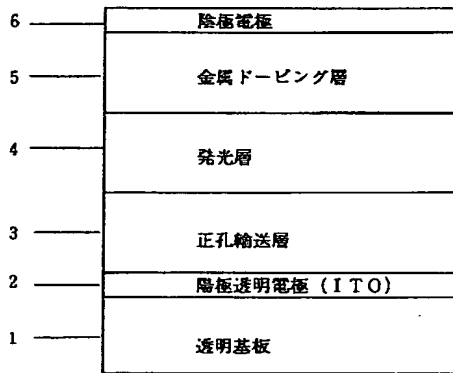 6 陰極電極
5 金属ドーピング層
4 発光層
3 正孔輸送層
2 陽極透明電極(ITO)
1 透明基板